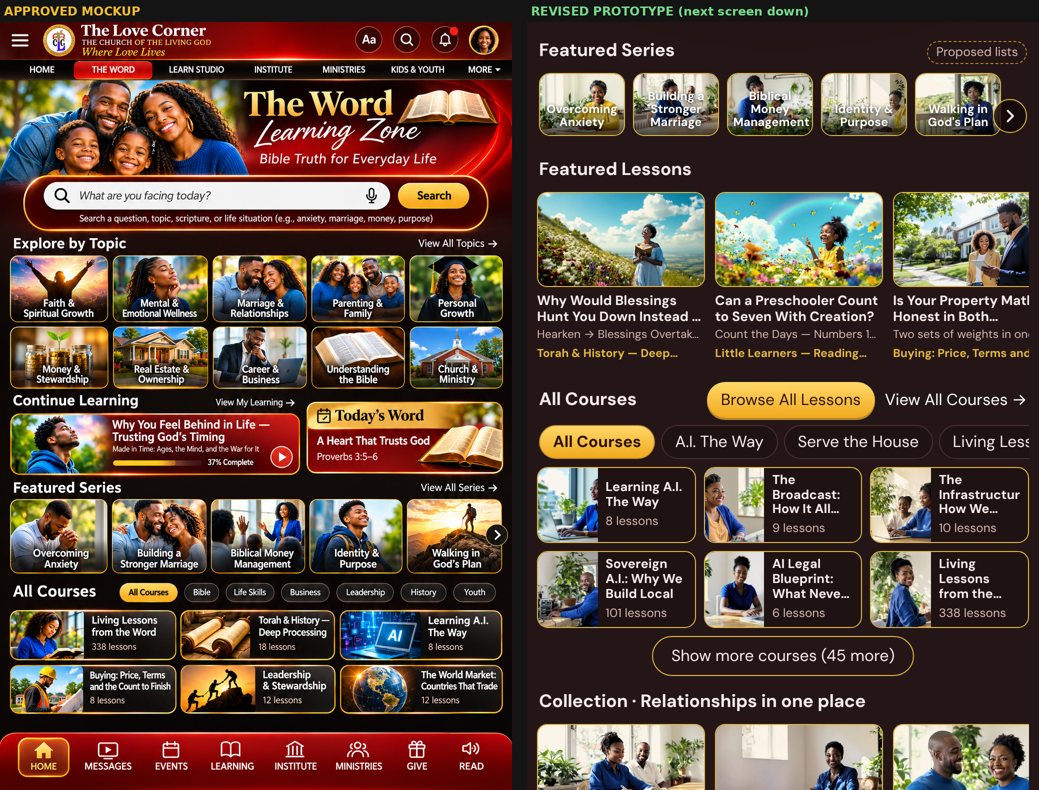 APPROVED MOCKUP
The Love Corner
THE CHURCH OF THE LIVING GOD
Where Love Lives
Aa
HOME
THE WORD
LEARN STUDIO
INSTITUTE
MINISTRIES
KIDS & YOUTH
MORE
The Word
Learning Zone
Bible Truth for Everyday Life
What are you facing today?
Search
Search a question, topic, scripture, or life situation (e.g., anxiety, marriage, money, purpose)
Explore by Topic
View All Topics →
Faith &
Spiritual Growth
Mental &
Emotional Wellness
Marriage &
Relationships
Parenting &
Family
Personal
Growth
Money &
Stewardship
Real Estate &
Ownership
Career &
Business
Understanding
the Bible
Church &
Ministry
Continue Learning
View My Learning →
Why You Feel Behind in Life —
Trusting God's Timing
Made in Time: Ages, the Mind, and the War for It
37% Complete
Today's Word
A Heart That Trusts God
Proverbs 3:5–6
Featured Series
View All Series →
Overcoming
Anxiety
Building a
Stronger Marriage
Biblical Money
Management
Identity &
Purpose
Walking in
God's Plan
All Courses
All Courses
Bible
Life Skills
Business
Leadership
History
Youth
Living Lessons
from the Word
338 lessons
Torah & History —
Deep Processing
18 lessons
AI
Learning A.I.
The Way
8 lessons
Buying: Price, Terms
and the Count to Finish
8 lessons
Leadership
& Stewardship
12 lessons
The World Market:
Countries That Trade
12 lessons
HOME
MESSAGES
EVENTS
LEARNING
INSTITUTE
MINISTRIES
GIVE
READ
REVISED PROTOTYPE (next screen down)
Featured Series
Proposed lists
Overcoming
Anxiety
Building a
Stronger
Marriage
Biblical
Money
Management
Identity &
Purpose
Walking in
God's Plan
Featured Lessons
Why Would Blessings
Hunt You Down Instead ...
Hearken → Blessings Overtak...
Torah & History — Deep...
Can a Preschooler Count
to Seven With Creation?
Count the Days — Numbers 1...
Little Learners — Reading...
Is Your Property Matl
Honest in Both...
Two sets of weights in one
Buying: Price, Terms and
All Courses
Browse All Lessons
View All Courses →
All Courses
A.I. The Way
Serve the House
Living Less
Learning A.I.
The Way
8 lessons
The
Broadcast:
How It All...
9 lessons
The
Infrastructur
How We...
10 lessons
Sovereign
A.I.: Why We
Build Local
101 lessons
AI Legal
Blueprint:
What Neve...
6 lessons
Living
Lessons
from the...
338 lessons
Show more courses (45 more)
Collection · Relationships in one place